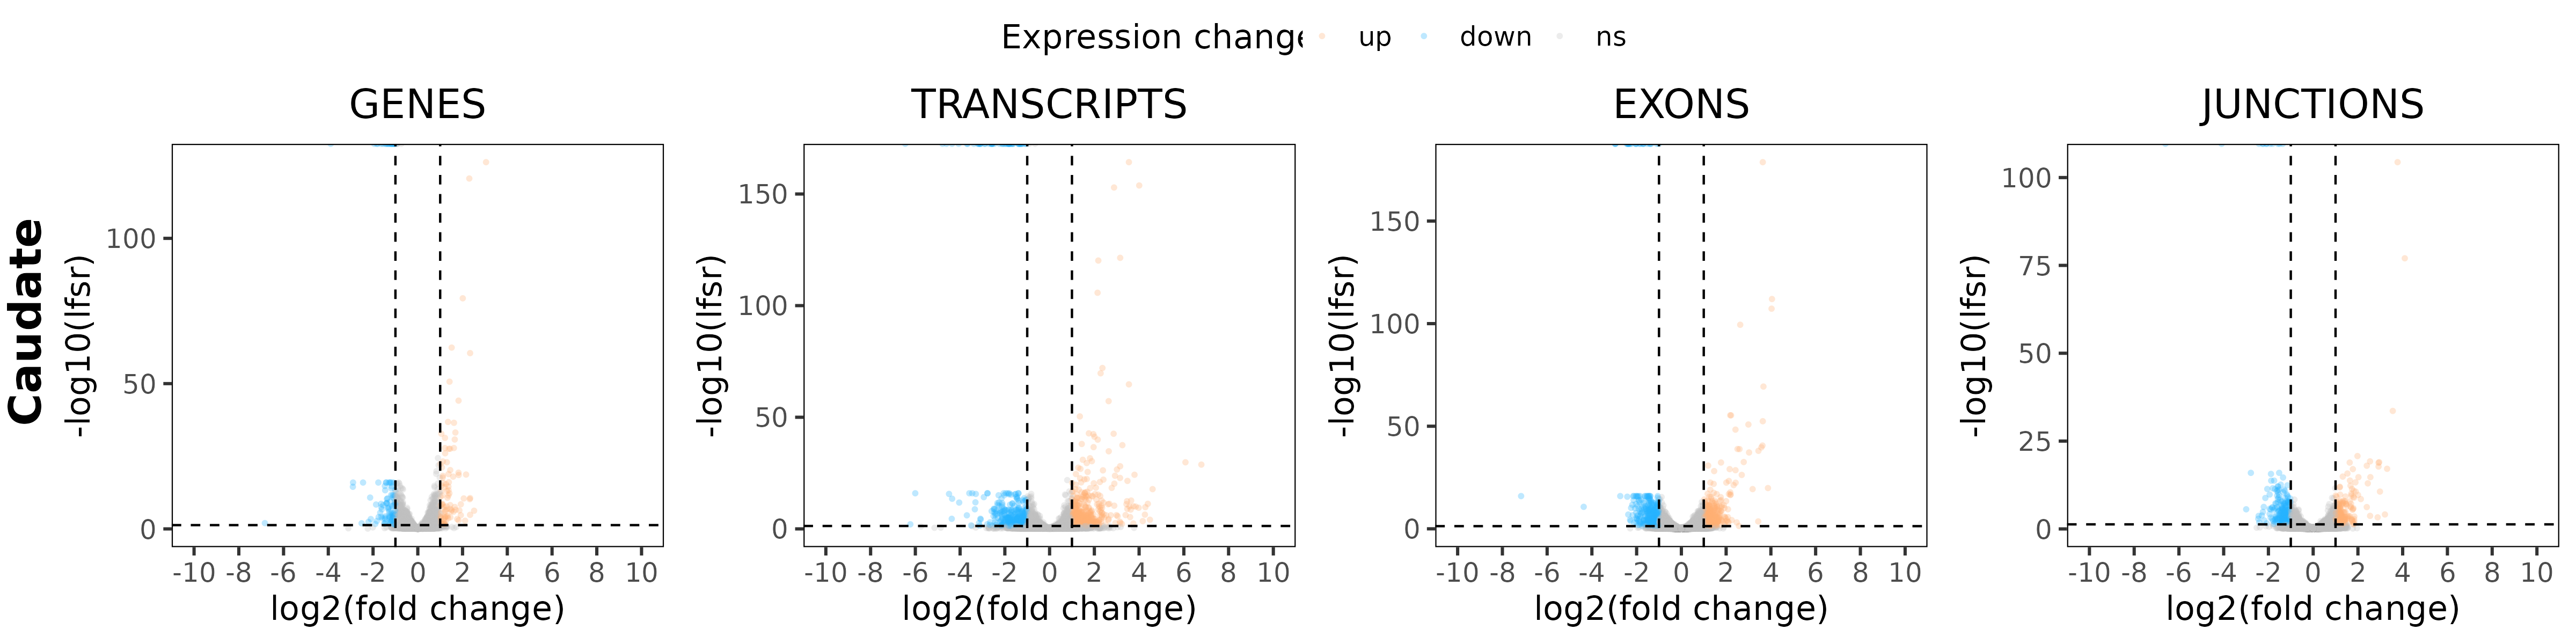 Expression change up down ns
GENES
TRANSCRIPTS
EXONS
JUNCTIONS
Caudate
-log10(lfsr)
100
50
0
-10 -8 -6 -4 -2 0 2 4 6 8 10
log2(fold change)
-log10(lfsr)
150
100
50
0
-10 -8 -6 -4 -2 0 2 4 6 8 10
log2(fold change)
-log10(lfsr)
150
100
50
0
-10 -8 -6 -4 -2 0 2 4 6 8 10
log2(fold change)
-log10(lfsr)
100
75
50
25
0
-10 -8 -6 -4 -2 0 2 4 6 8 10
log2(fold change)